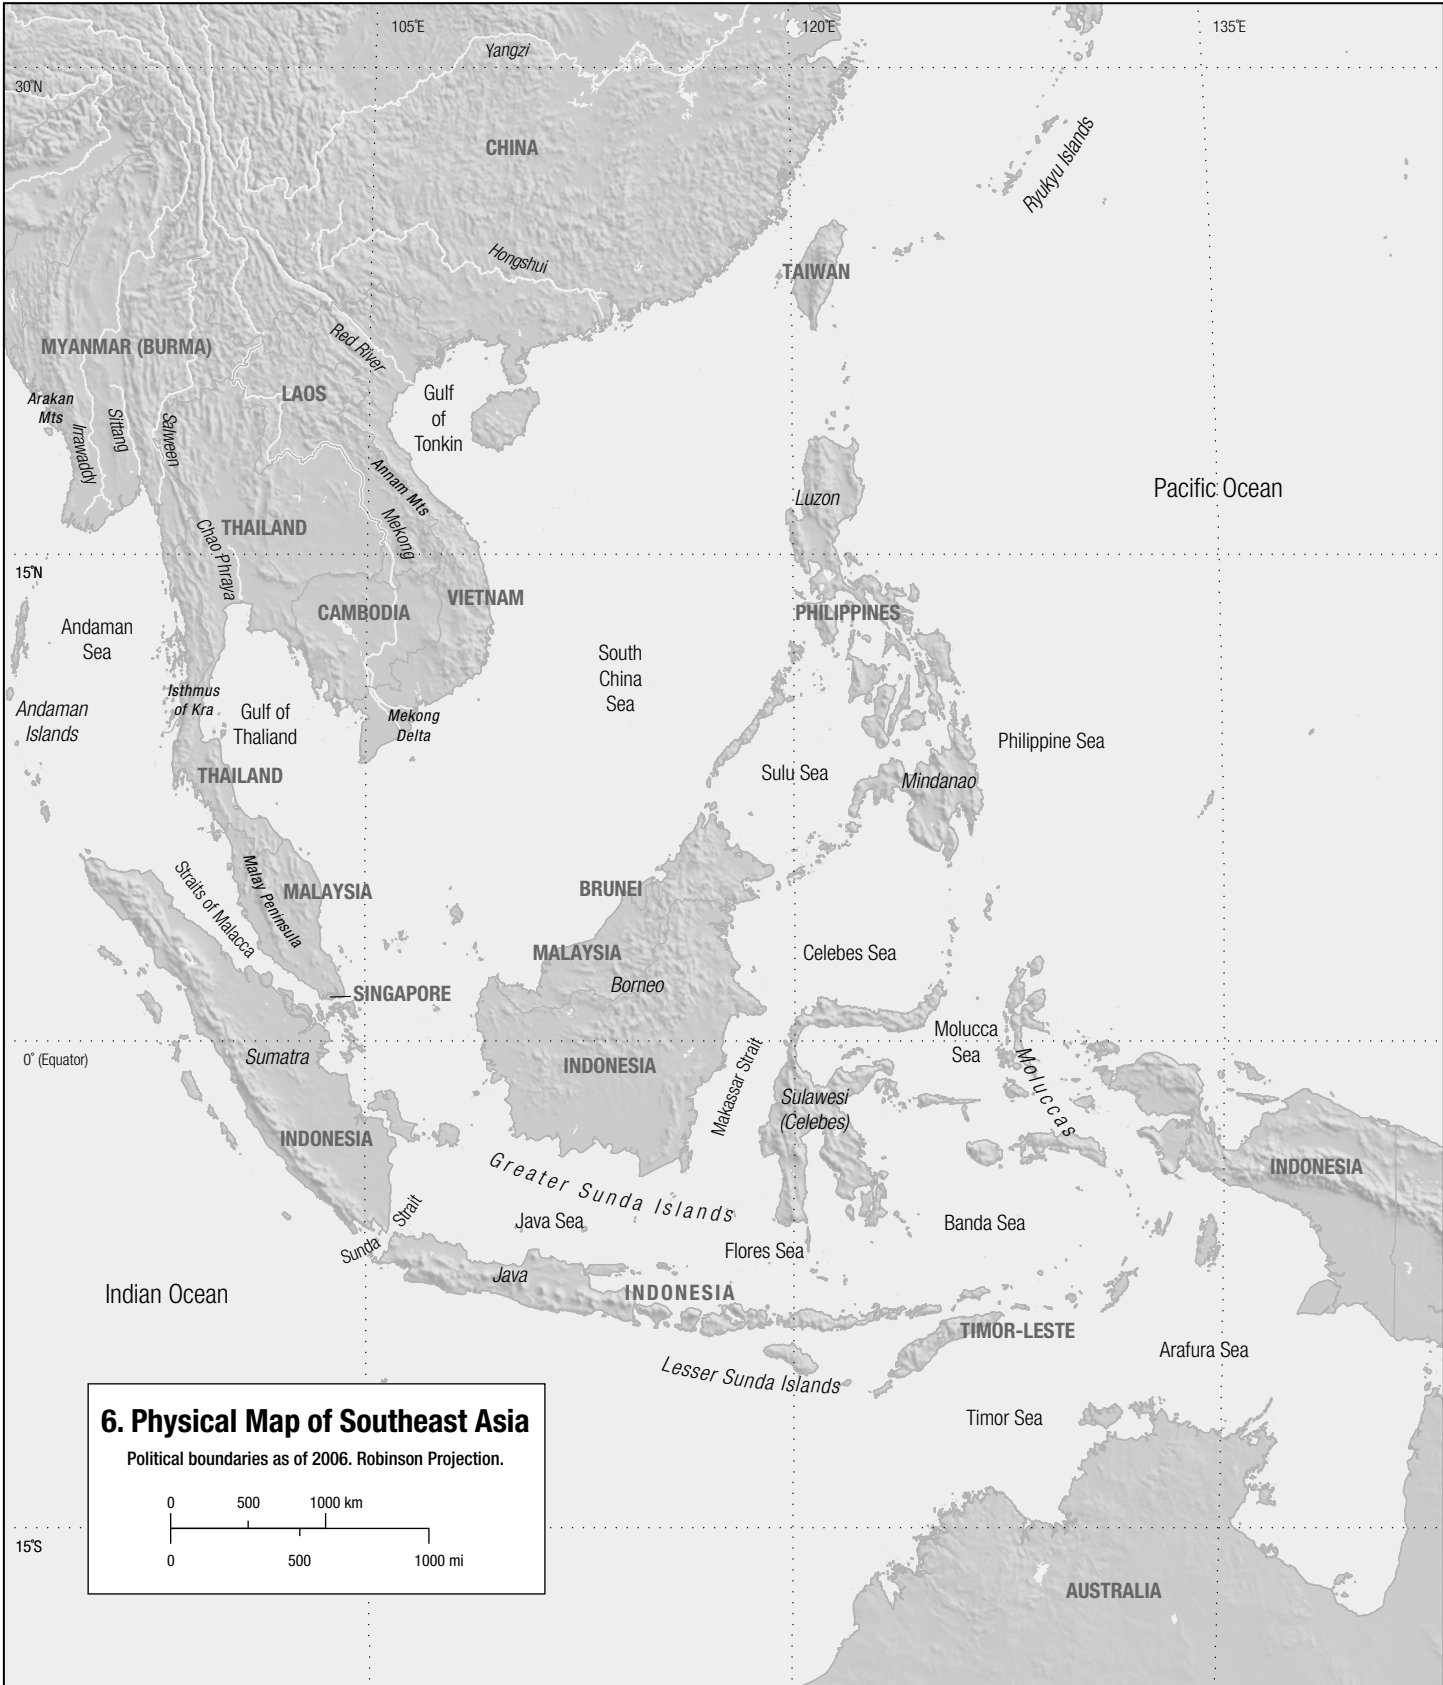 105°E
120°E
135°E
Yangzi
30°N
CHINA
Ryukyu Islands
Hongshui
TAIWAN
Red River
MYANMAR (BURMA)
LAOS
Arakan
Mts
Irrawaddy
Sittang
Salween
Gulf
of
Tonkin
Annam Mts
Mekong
Luzon
Pacific Ocean
THAILAND
Chao Phraya
15°N
VIETNAM
CAMBODIA
PHILIPPINES
Andaman
Sea
South
China
Sea
Isthmus
of Kra
Andaman
Islands
Gulf of
Thaliand
Mekong
Delta
Philippine Sea
THAILAND
Sulu Sea
Mindanao
Straits of Malacca
Malay Peninsula
MALAYSIA
BRUNEI
MALAYSIA
Celebes Sea
Borneo
SINGAPORE
Molucca
Sea
0° (Equator)
Sumatra
INDONESIA
Makassar Strait
Moluccas
Sulawesi
(Celebes)
INDONESIA
INDONESIA
Greater Sunda Islands
Sunda
Strait
Java Sea
Banda Sea
Flores Sea
Java
Indian Ocean
INDONESIA
TIMOR-LESTE
Arafura Sea
Lesser Sunda Islands
Timor Sea
6. Physical Map of Southeast Asia
Political boundaries as of 2006. Robinson Projection.
0 500 1000 km
0 500 1000 mi
15°S
AUSTRALIA